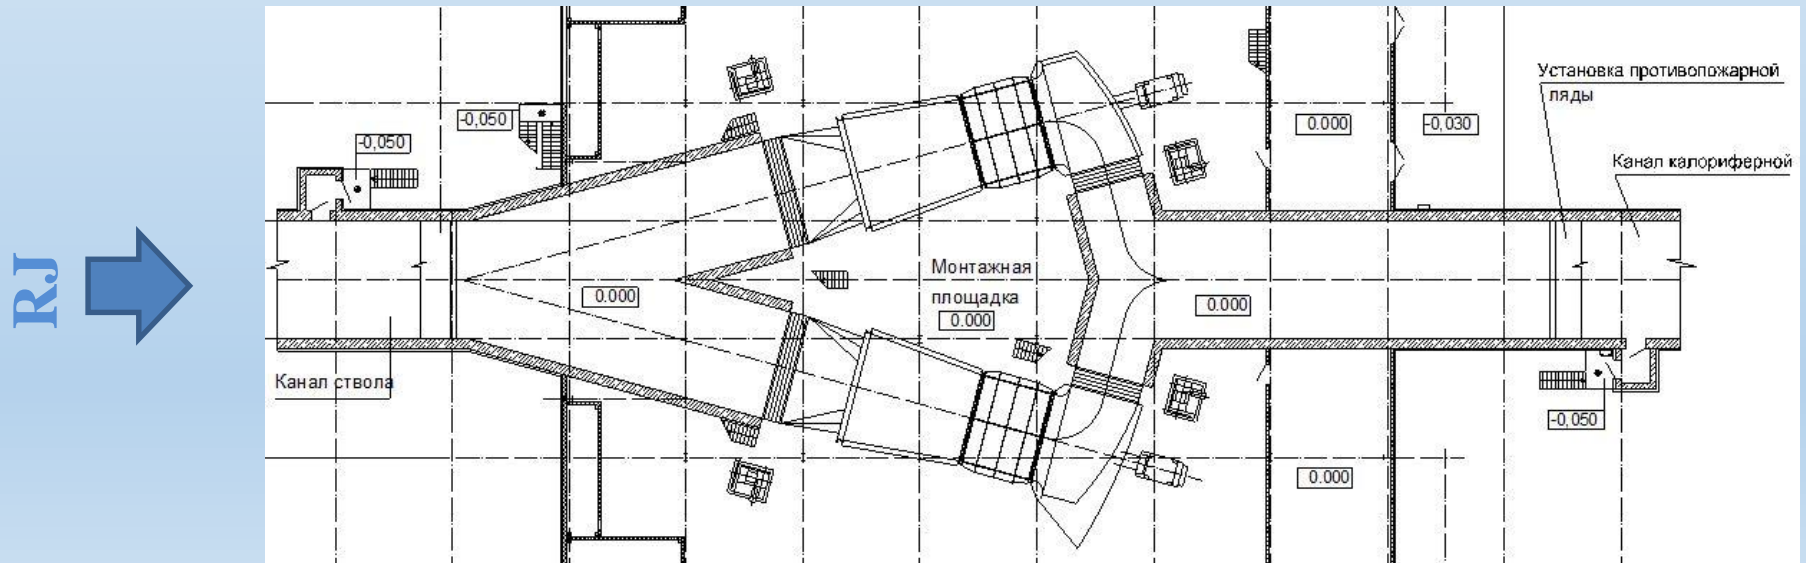 RJ
Установка противопожарной
ляды
-0,050
0.000
-0,030
-0,050
Канал калориферной
Монтажная
площадка
0.000
0.000
0.000
Канал ствола
-0,050
0.000